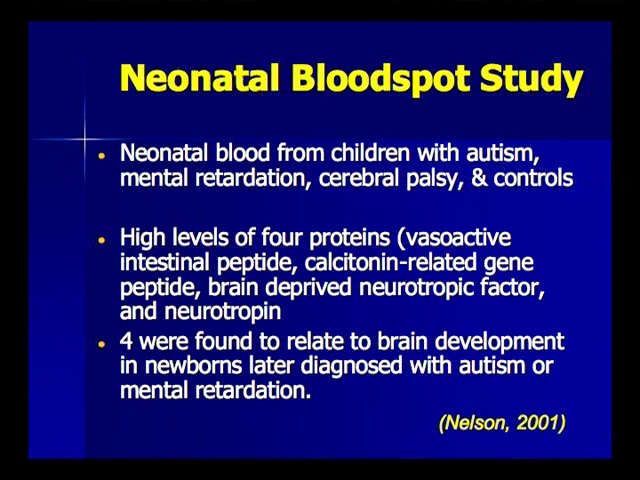 Neonatal Bloodspot Study
• Neonatal blood from children with autism,
mental retardation, cerebral palsy, & controls
• High levels of four proteins (vasoactive
intestinal peptide, calcitonin-related gene
peptide, brain deprived neurotropic factor,
and neurotropin
• 4 were found to relate to brain development
in newborns later diagnosed with autism or
mental retardation.
(Nelson, 2001)